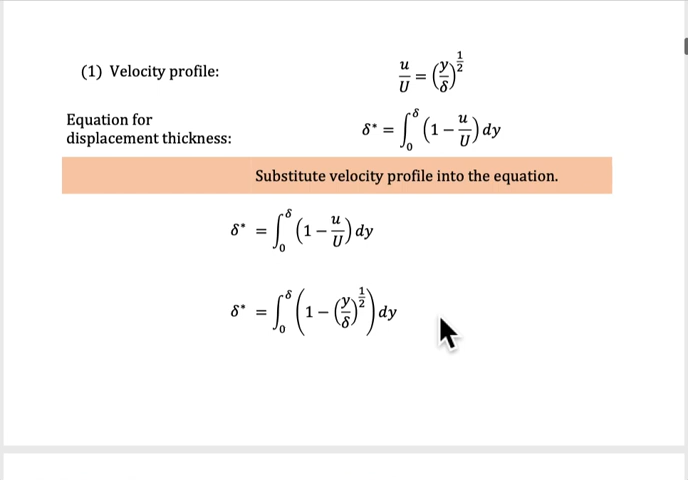 (1) Velocity profile: u/U = (y/δ)^(1/2)
Equation for
displacement thickness: δ* = ∫₀^δ (1 − u/U) dy
Substitute velocity profile into the equation.
δ* = ∫₀^δ (1 − u/U) dy
δ* = ∫₀^δ (1 − (y/δ)^(1/2)) dy